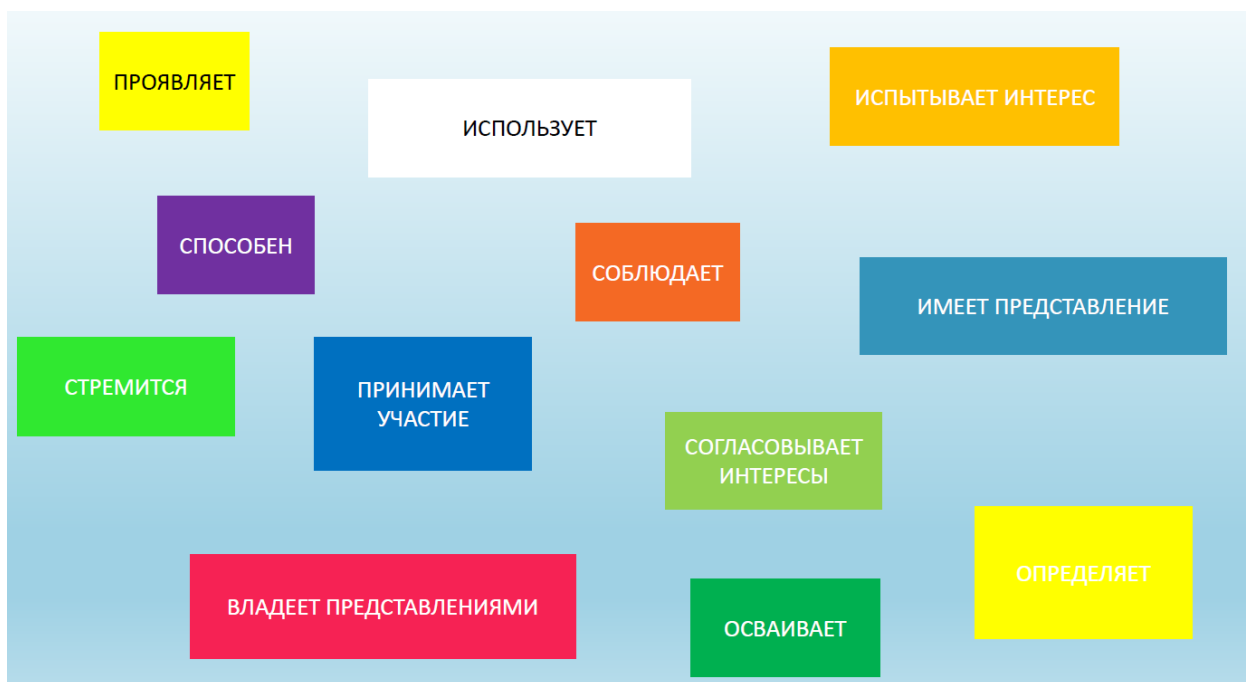 ПРОЯВЛЯЕТ
ИСПОЛЬЗУЕТ
ИСПЫТЫВАЕТ ИНТЕРЕС
СПОСОБЕН
СОБЛЮДАЕТ
ИМЕЕТ ПРЕДСТАВЛЕНИЕ
СТРЕМИТСЯ
ПРИНИМАЕТ
УЧАСТИЕ
СОГЛАСОВЫВАЕТ
ИНТЕРЕСЫ
ОПРЕДЕЛЯЕТ
ВЛАДЕЕТ ПРЕДСТАВЛЕНИЯМИ
ОСВАИВАЕТ